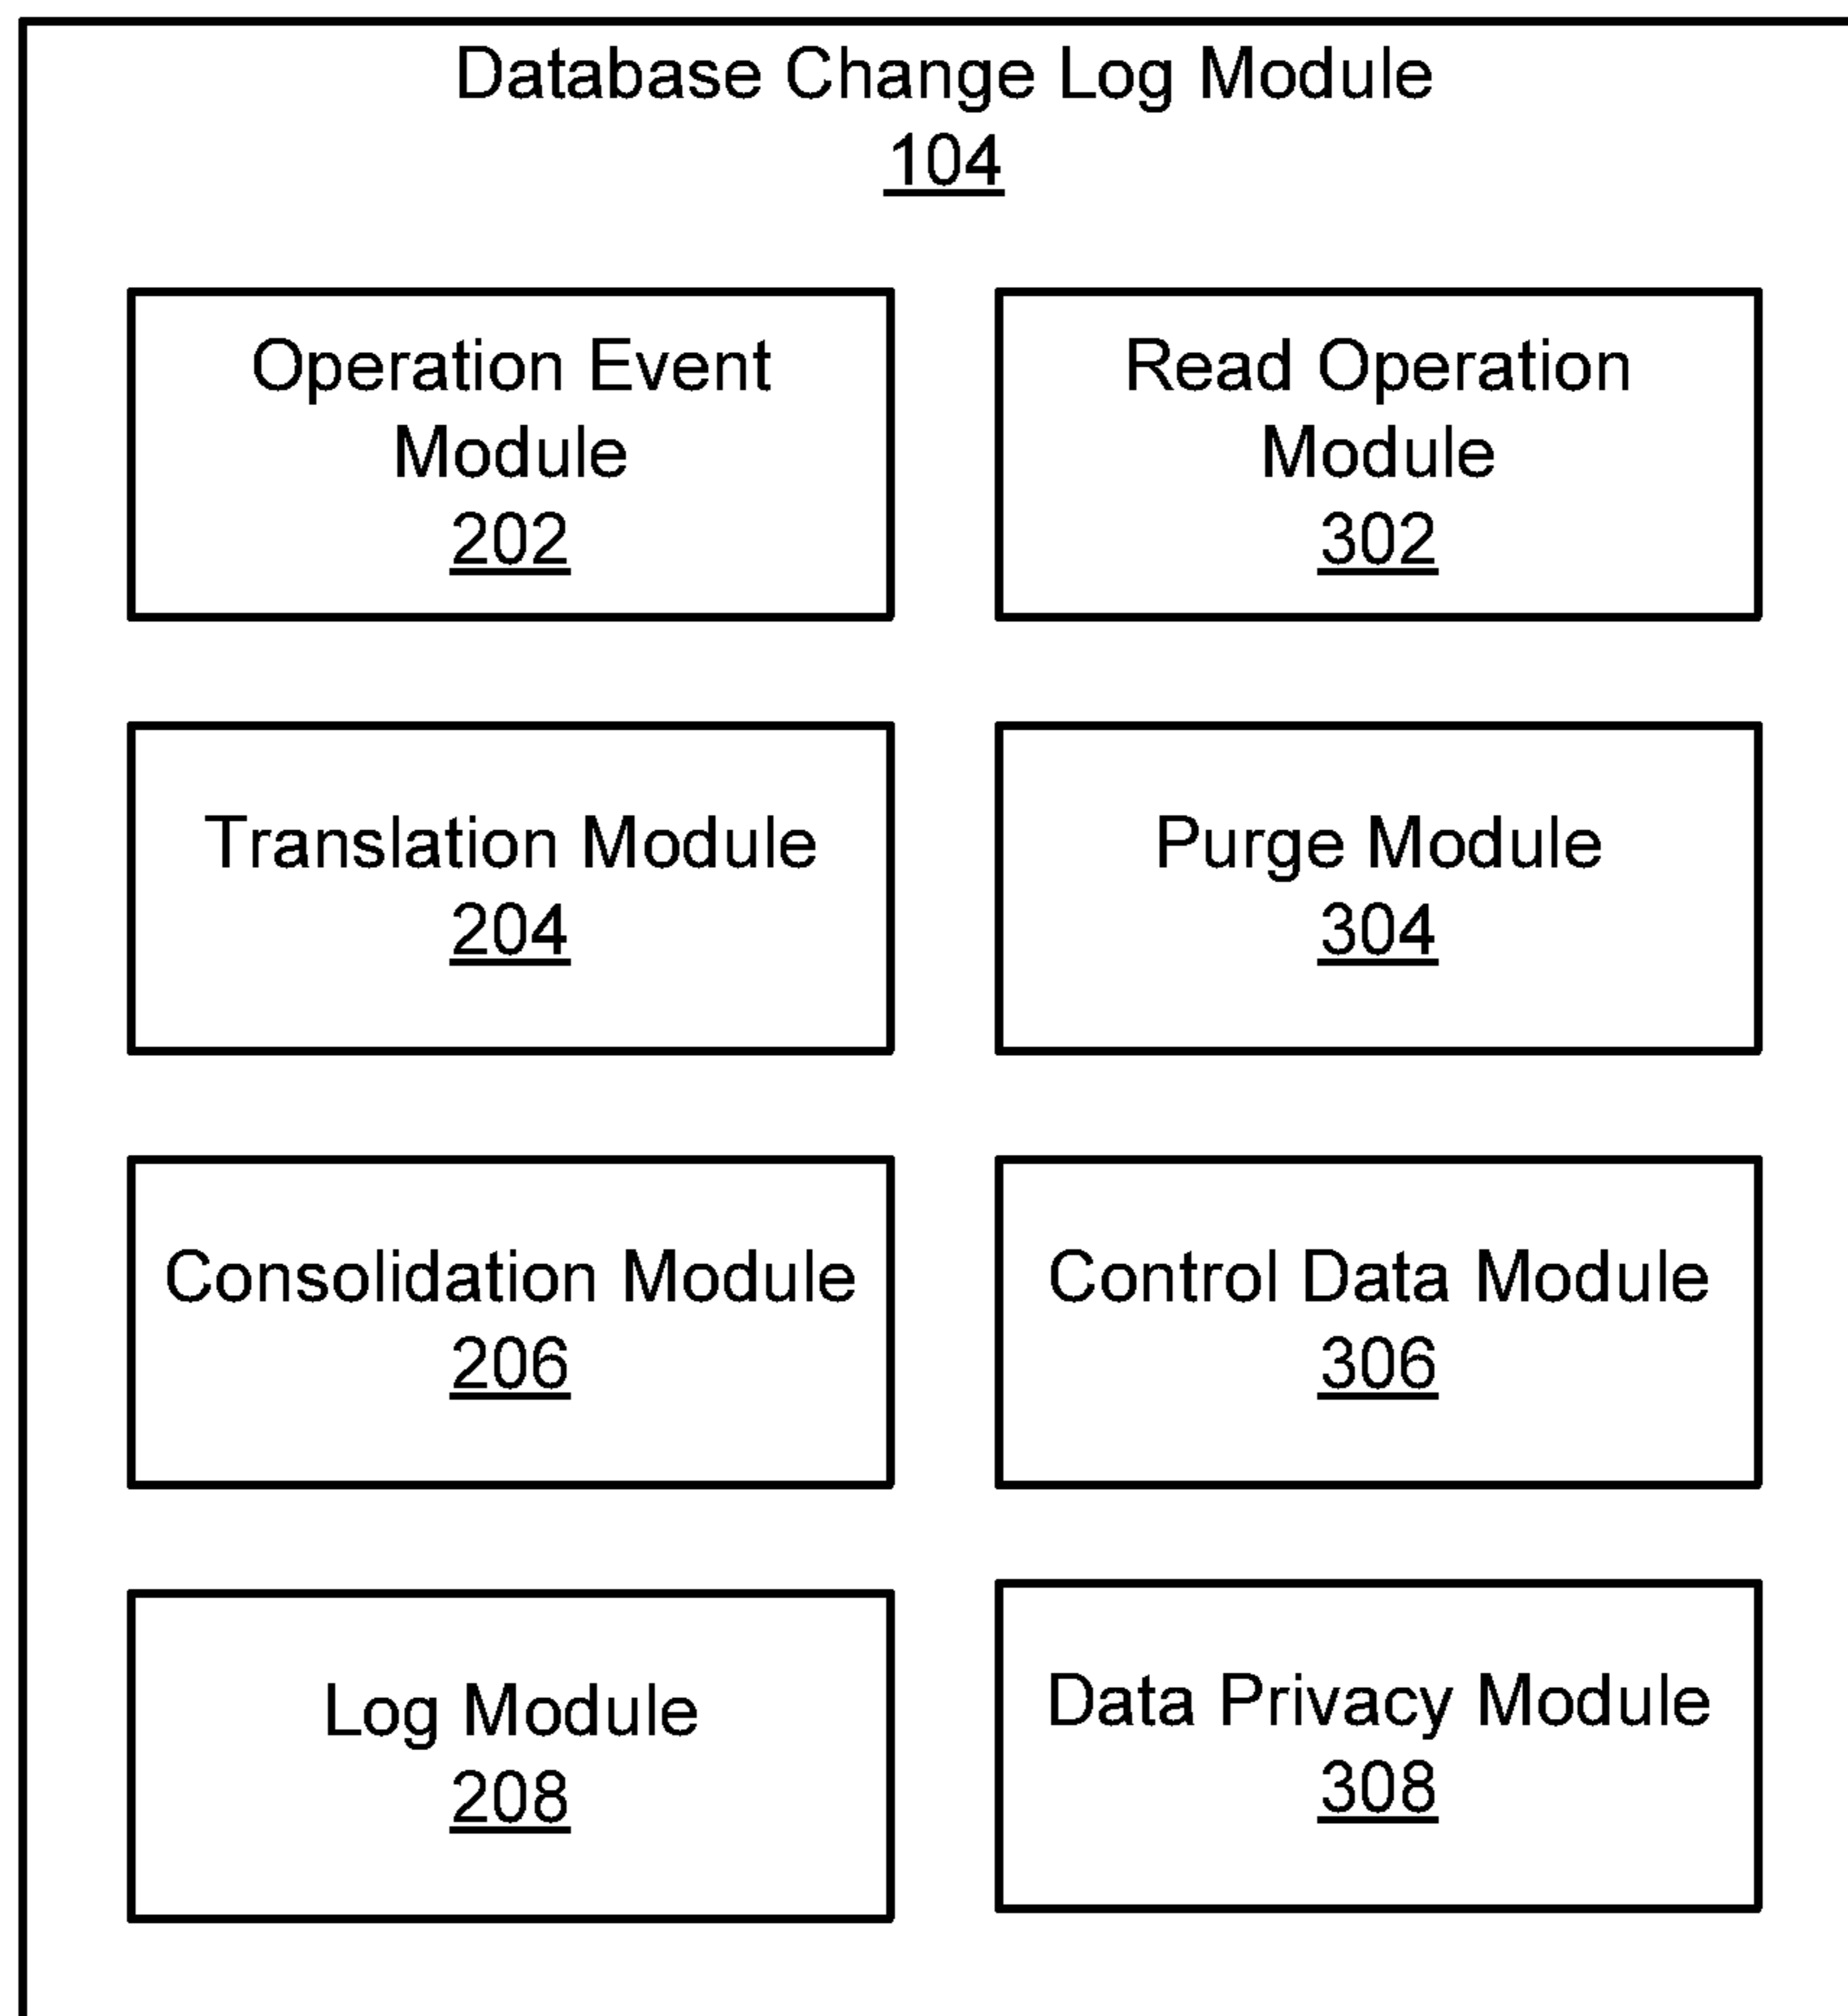 Database Change Log Module
104
Operation Event
Module
202
Read Operation
Module
302
Translation Module
204
Purge Module
304
Consolidation Module
206
Control Data Module
306
Log Module
208
Data Privacy Module
308